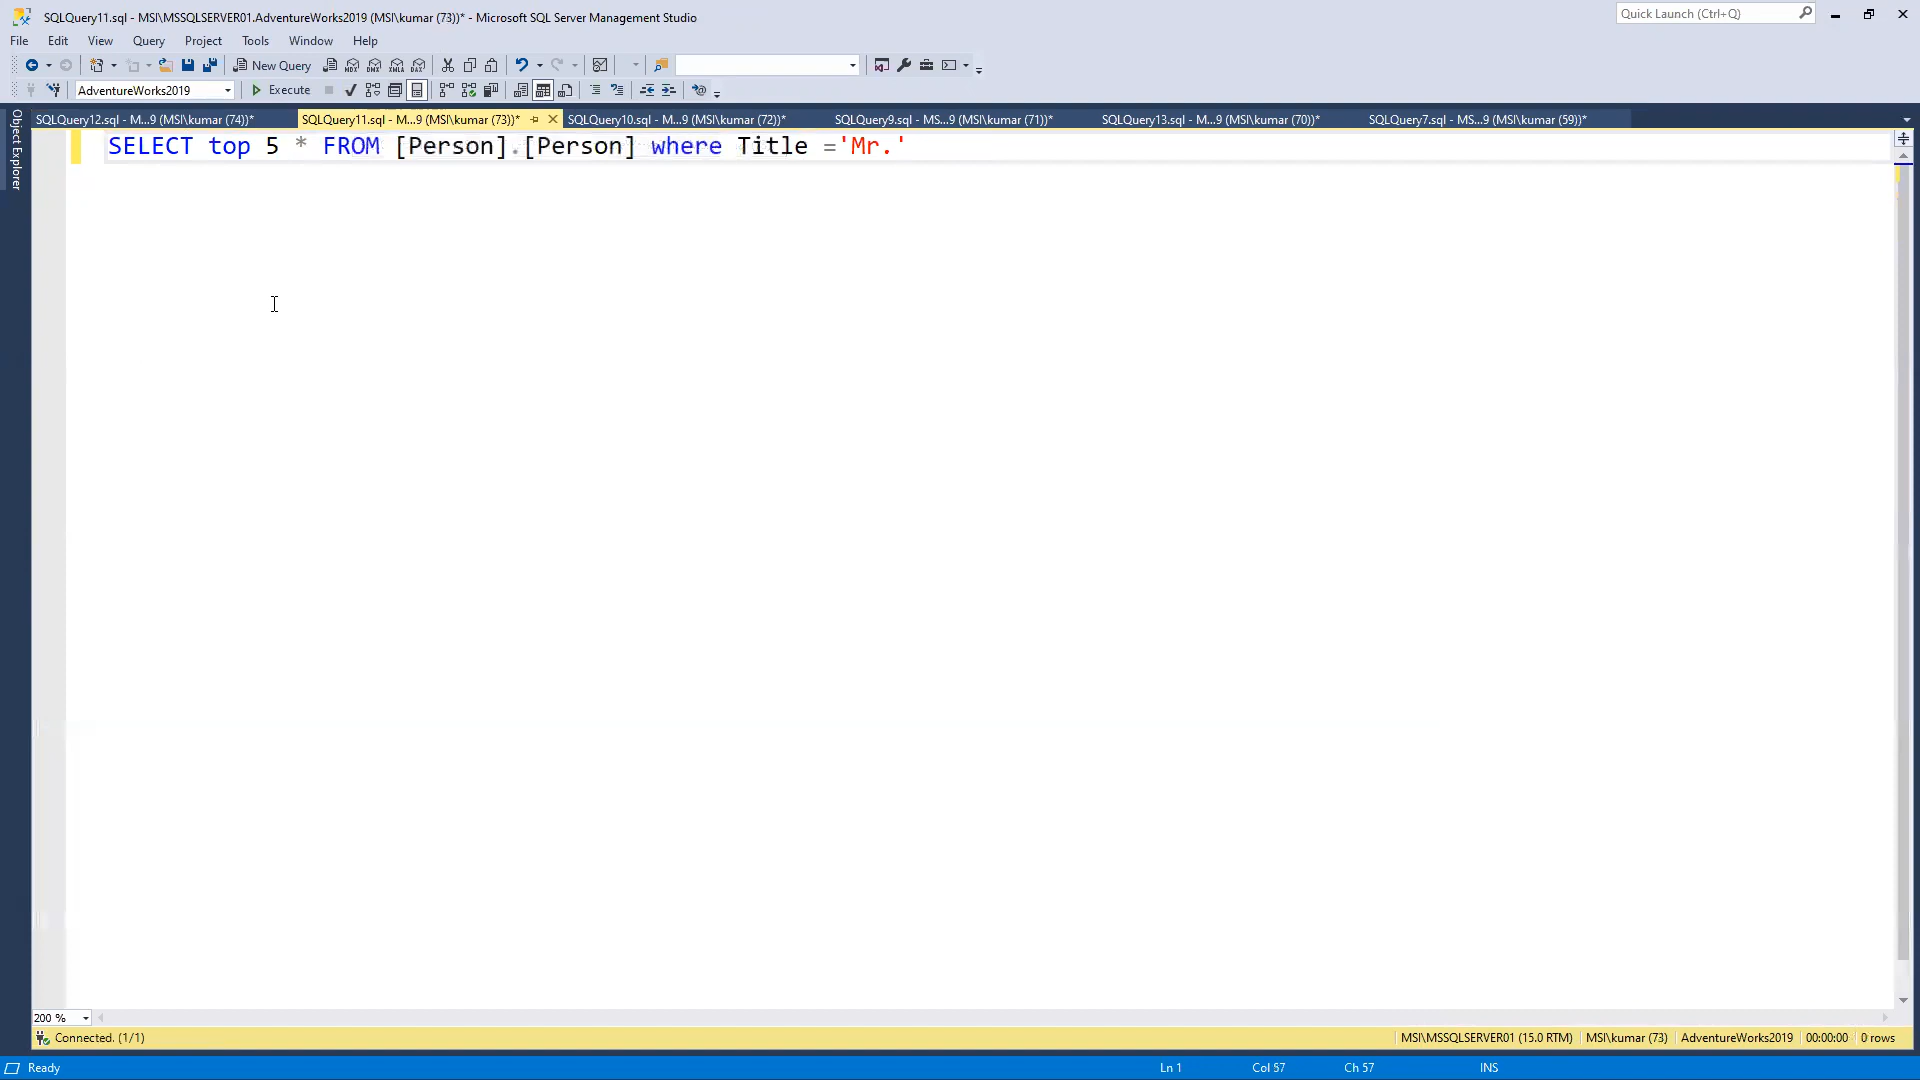 SQLQuery11.sql - MSI\MSSQLSERVER01.AdventureWorks2019 (MSI\kumar (73))* - Microsoft SQL Server Management Studio
Quick Launch (Ctrl+Q)
File Edit View Query Project Tools Window Help
New Query
AdventureWorks2019 Execute
SQLQuery12.sql - M...9 (MSI\kumar (74))* SQLQuery11.sql - M...9 (MSI\kumar (73))* SQLQuery10.sql - M...9 (MSI\kumar (72))* SQLQuery9.sql - MS...9 (MSI\kumar (71))* SQLQuery13.sql - M...9 (MSI\kumar (70))* SQLQuery7.sql - MS...9 (MSI\kumar (59))*
Object Explorer
SELECT top 5 * FROM [Person].[Person] where Title ='Mr.'
200 %
Connected. (1/1) MSI\MSSQLSERVER01 (15.0 RTM) MSI\kumar (73) AdventureWorks2019 00:00:00 0 rows
Ready Ln 1 Col 57 Ch 57 INS